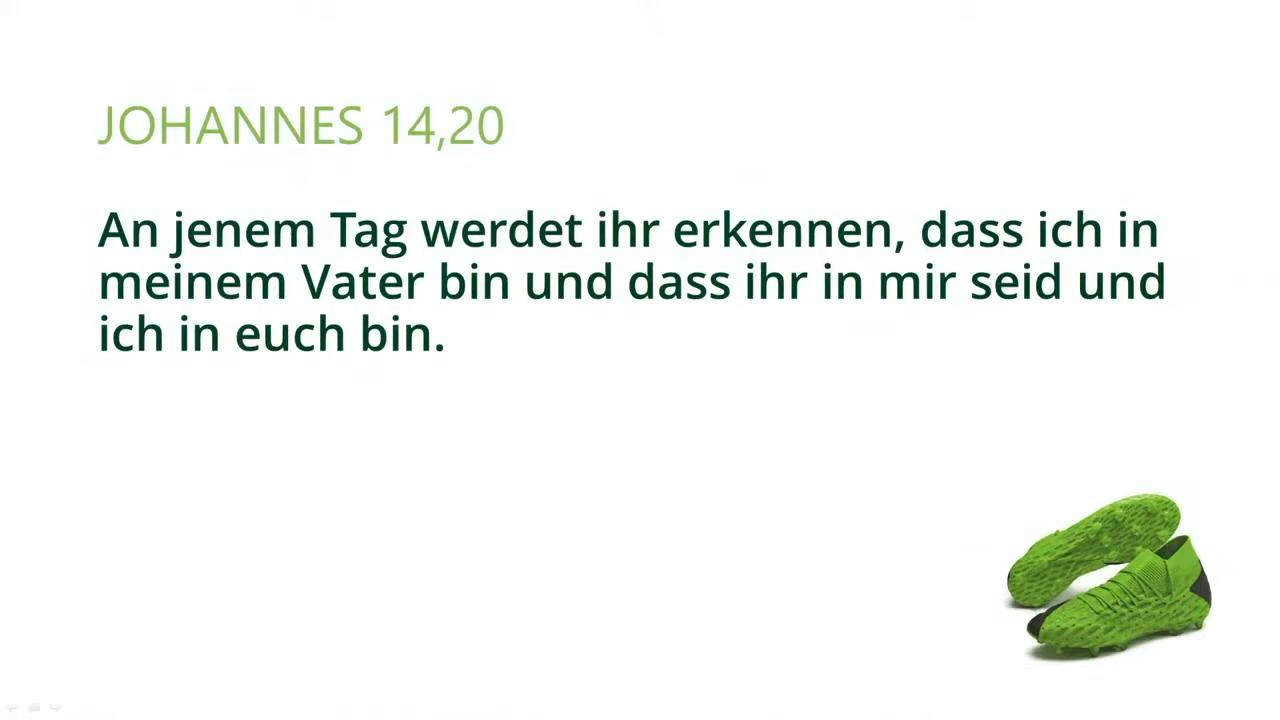 JOHANNES 14,20
An jenem Tag werdet ihr erkennen, dass ich in
meinem Vater bin und dass ihr in mir seid und
ich in euch bin.